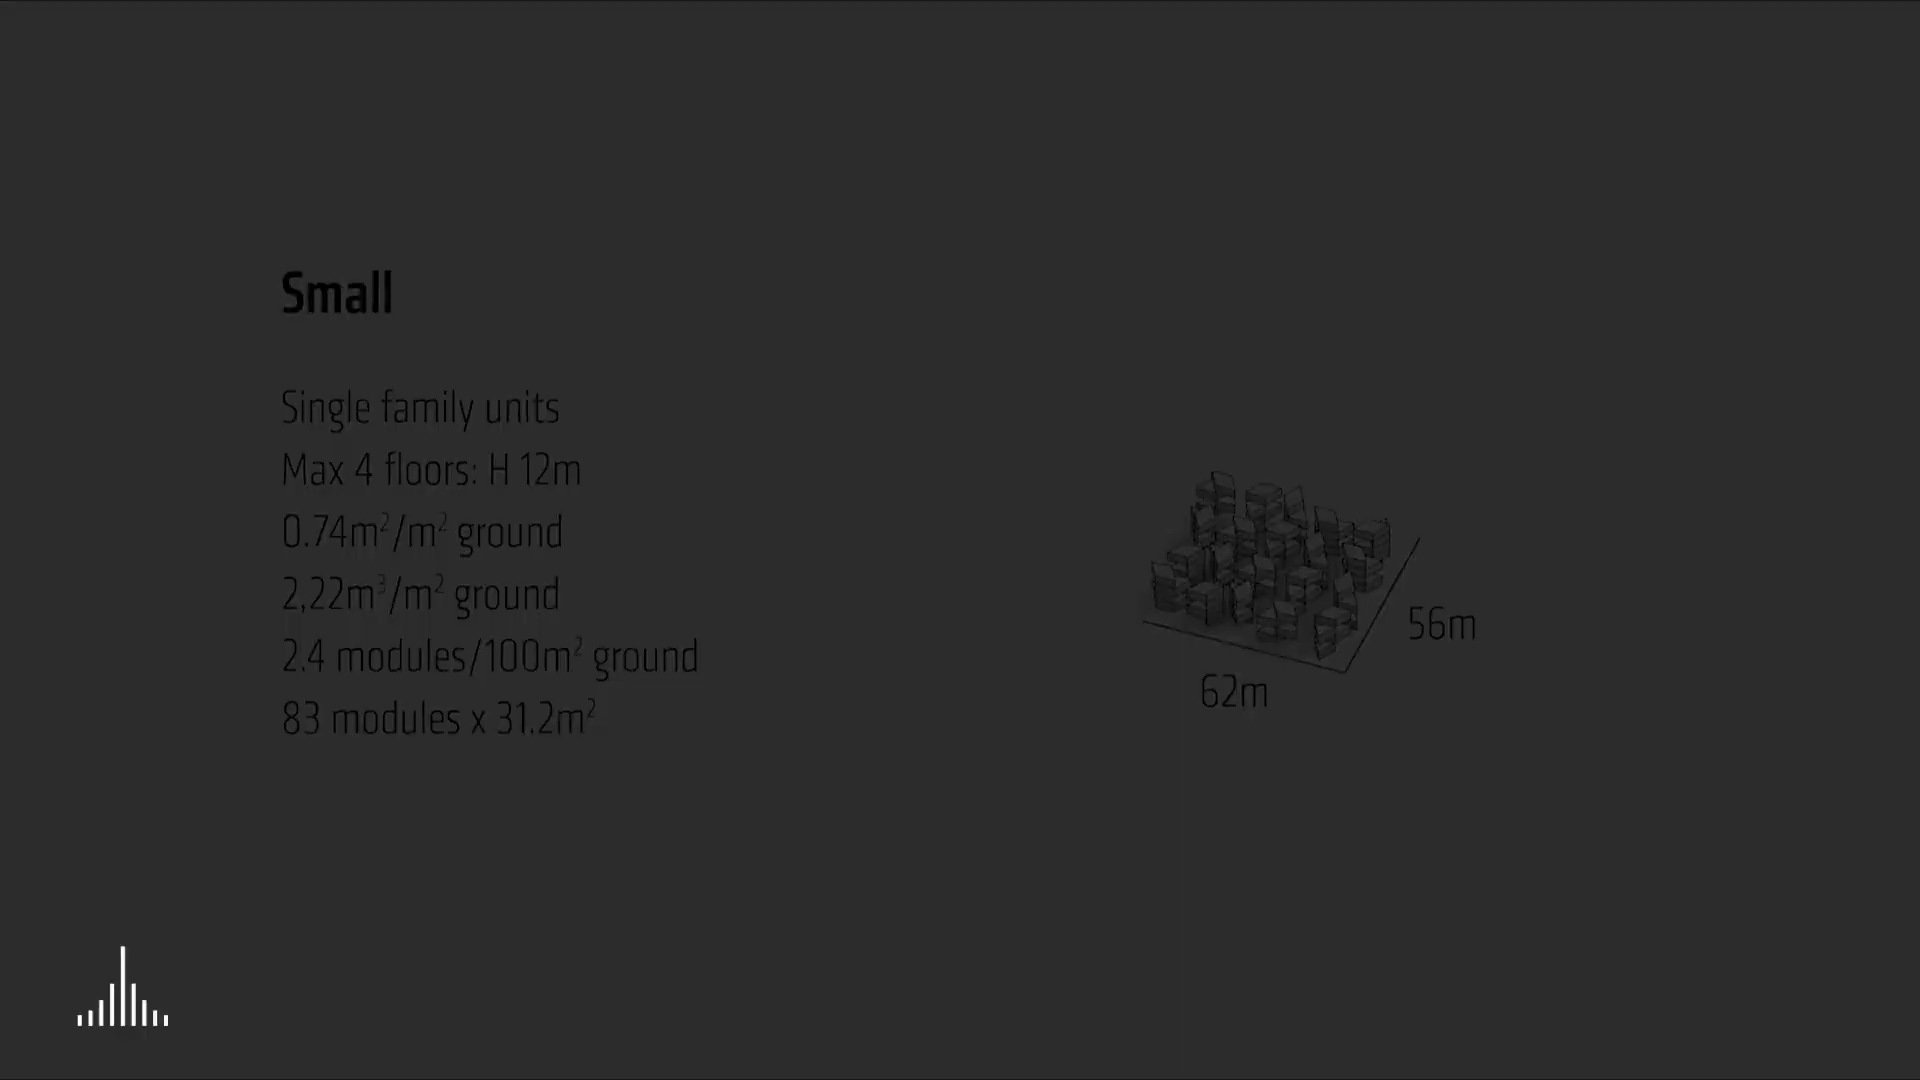 Small
Single family units
Max 4 floors: H 12m
0.74m²/m² ground
2,22m³/m² ground
2.4 modules/100m² ground
83 modules x 31.2m²
56m
62m